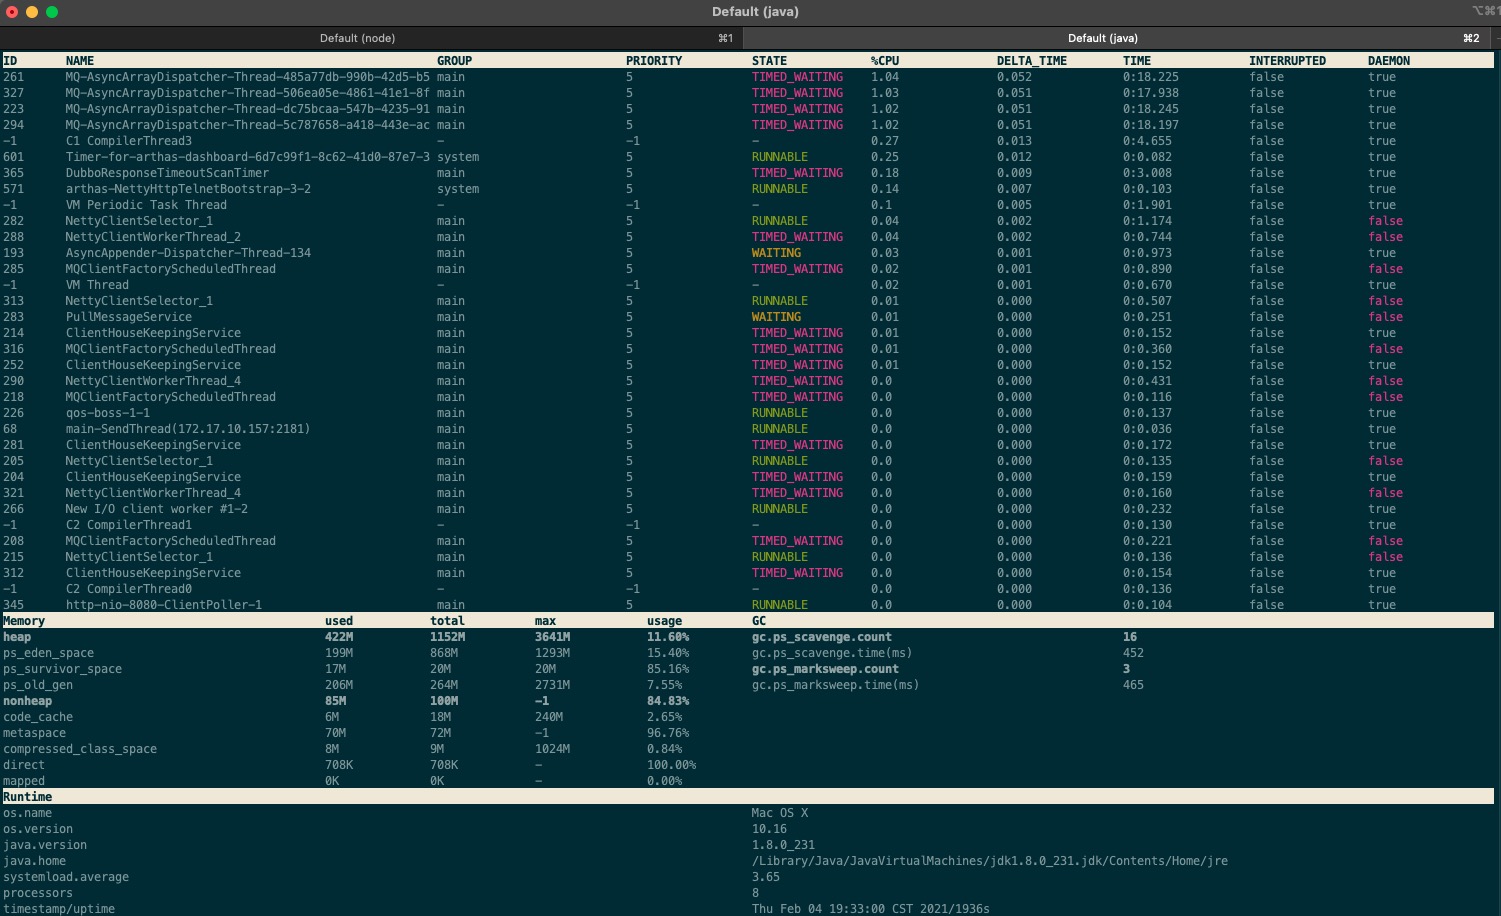 Default (java)
Default (node) ⌘1 Default (java) ⌘2
ID NAME GROUP PRIORITY STATE %CPU DELTA_TIME TIME INTERRUPTED DAEMON
261 MQ-AsyncArrayDispatcher-Thread-485a77db-990b-42d5-b5 main 5 TIMED_WAITING 1.04 0.052 0:18.225 false true
327 MQ-AsyncArrayDispatcher-Thread-506ea05e-4861-41e1-8f main 5 TIMED_WAITING 1.03 0.051 0:17.938 false true
223 MQ-AsyncArrayDispatcher-Thread-dc75bcaa-547b-4235-91 main 5 TIMED_WAITING 1.02 0.051 0:18.245 false true
294 MQ-AsyncArrayDispatcher-Thread-5c787658-a418-443e-ac main 5 TIMED_WAITING 1.02 0.051 0:18.197 false true
-1 C1 CompilerThread3 - -1 - 0.27 0.013 0:4.655 false true
601 Timer-for-arthas-dashboard-6d7c99f1-8c62-41d0-87e7-3 system 5 RUNNABLE 0.25 0.012 0:0.082 false true
365 DubboResponseTimeoutScanTimer main 5 TIMED_WAITING 0.18 0.009 0:3.008 false true
571 arthas-NettyHttpTelnetBootstrap-3-2 system 5 RUNNABLE 0.14 0.007 0:0.103 false true
-1 VM Periodic Task Thread - -1 - 0.1 0.005 0:1.901 false true
282 NettyClientSelector_1 main 5 RUNNABLE 0.04 0.002 0:1.174 false false
288 NettyClientWorkerThread_2 main 5 TIMED_WAITING 0.04 0.002 0:0.744 false false
193 AsyncAppender-Dispatcher-Thread-134 main 5 WAITING 0.03 0.001 0:0.973 false true
285 MQClientFactoryScheduledThread main 5 TIMED_WAITING 0.02 0.001 0:0.890 false false
-1 VM Thread - -1 - 0.02 0.001 0:0.670 false true
313 NettyClientSelector_1 main 5 RUNNABLE 0.01 0.000 0:0.507 false false
283 PullMessageService main 5 WAITING 0.01 0.000 0:0.251 false false
214 ClientHouseKeepingService main 5 TIMED_WAITING 0.01 0.000 0:0.152 false true
316 MQClientFactoryScheduledThread main 5 TIMED_WAITING 0.01 0.000 0:0.360 false false
252 ClientHouseKeepingService main 5 TIMED_WAITING 0.01 0.000 0:0.152 false true
290 NettyClientWorkerThread_4 main 5 TIMED_WAITING 0.0 0.000 0:0.431 false false
218 MQClientFactoryScheduledThread main 5 TIMED_WAITING 0.0 0.000 0:0.116 false false
226 qos-boss-1-1 main 5 RUNNABLE 0.0 0.000 0:0.137 false true
68 main-SendThread(172.17.10.157:2181) main 5 RUNNABLE 0.0 0.000 0:0.036 false true
281 ClientHouseKeepingService main 5 TIMED_WAITING 0.0 0.000 0:0.172 false true
205 NettyClientSelector_1 main 5 RUNNABLE 0.0 0.000 0:0.135 false false
204 ClientHouseKeepingService main 5 TIMED_WAITING 0.0 0.000 0:0.159 false true
321 NettyClientWorkerThread_4 main 5 TIMED_WAITING 0.0 0.000 0:0.160 false false
266 New I/O client worker #1-2 main 5 RUNNABLE 0.0 0.000 0:0.232 false true
-1 C2 CompilerThread1 - -1 - 0.0 0.000 0:0.130 false true
208 MQClientFactoryScheduledThread main 5 TIMED_WAITING 0.0 0.000 0:0.221 false false
215 NettyClientSelector_1 main 5 RUNNABLE 0.0 0.000 0:0.136 false false
312 ClientHouseKeepingService main 5 TIMED_WAITING 0.0 0.000 0:0.154 false true
-1 C2 CompilerThread0 - -1 - 0.0 0.000 0:0.136 false true
345 http-nio-8080-ClientPoller-1 main 5 RUNNABLE 0.0 0.000 0:0.104 false true
Memory used total max usage GC
heap 422M 1152M 3641M 11.60% gc.ps_scavenge.count 16
ps_eden_space 199M 868M 1293M 15.40% gc.ps_scavenge.time(ms) 452
ps_survivor_space 17M 20M 20M 85.16% gc.ps_marksweep.count 3
ps_old_gen 206M 264M 2731M 7.55% gc.ps_marksweep.time(ms) 465
nonheap 85M 100M -1 84.83%
code_cache 6M 18M 240M 2.65%
metaspace 70M 72M -1 96.76%
compressed_class_space 8M 9M 1024M 0.84%
direct 708K 708K - 100.00%
mapped 0K 0K - 0.00%
Runtime
os.name Mac OS X
os.version 10.16
java.version 1.8.0_231
java.home /Library/Java/JavaVirtualMachines/jdk1.8.0_231.jdk/Contents/Home/jre
systemload.average 3.65
processors 8
timestamp/uptime Thu Feb 04 19:33:00 CST 2021/1936s